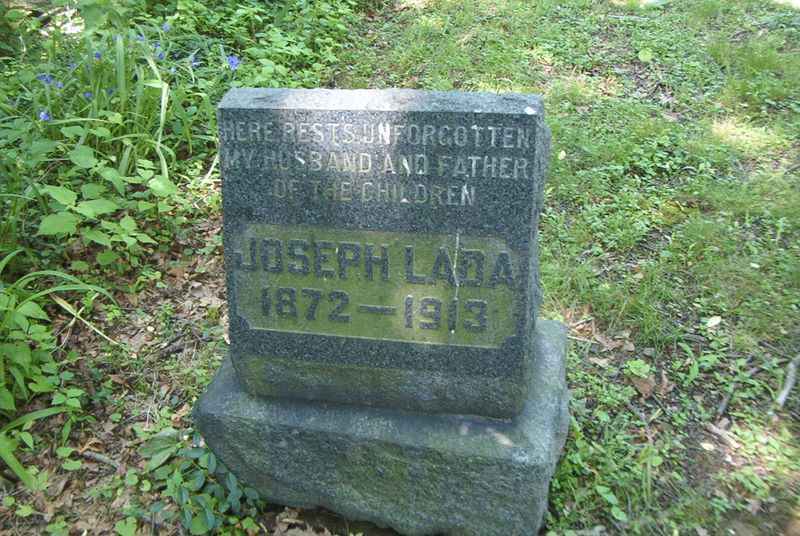 HERE RESTS UNFORGOTTEN
MY HUSBAND AND FATHER
OF THE CHILDREN
JOSEPH LADA
1872—1913